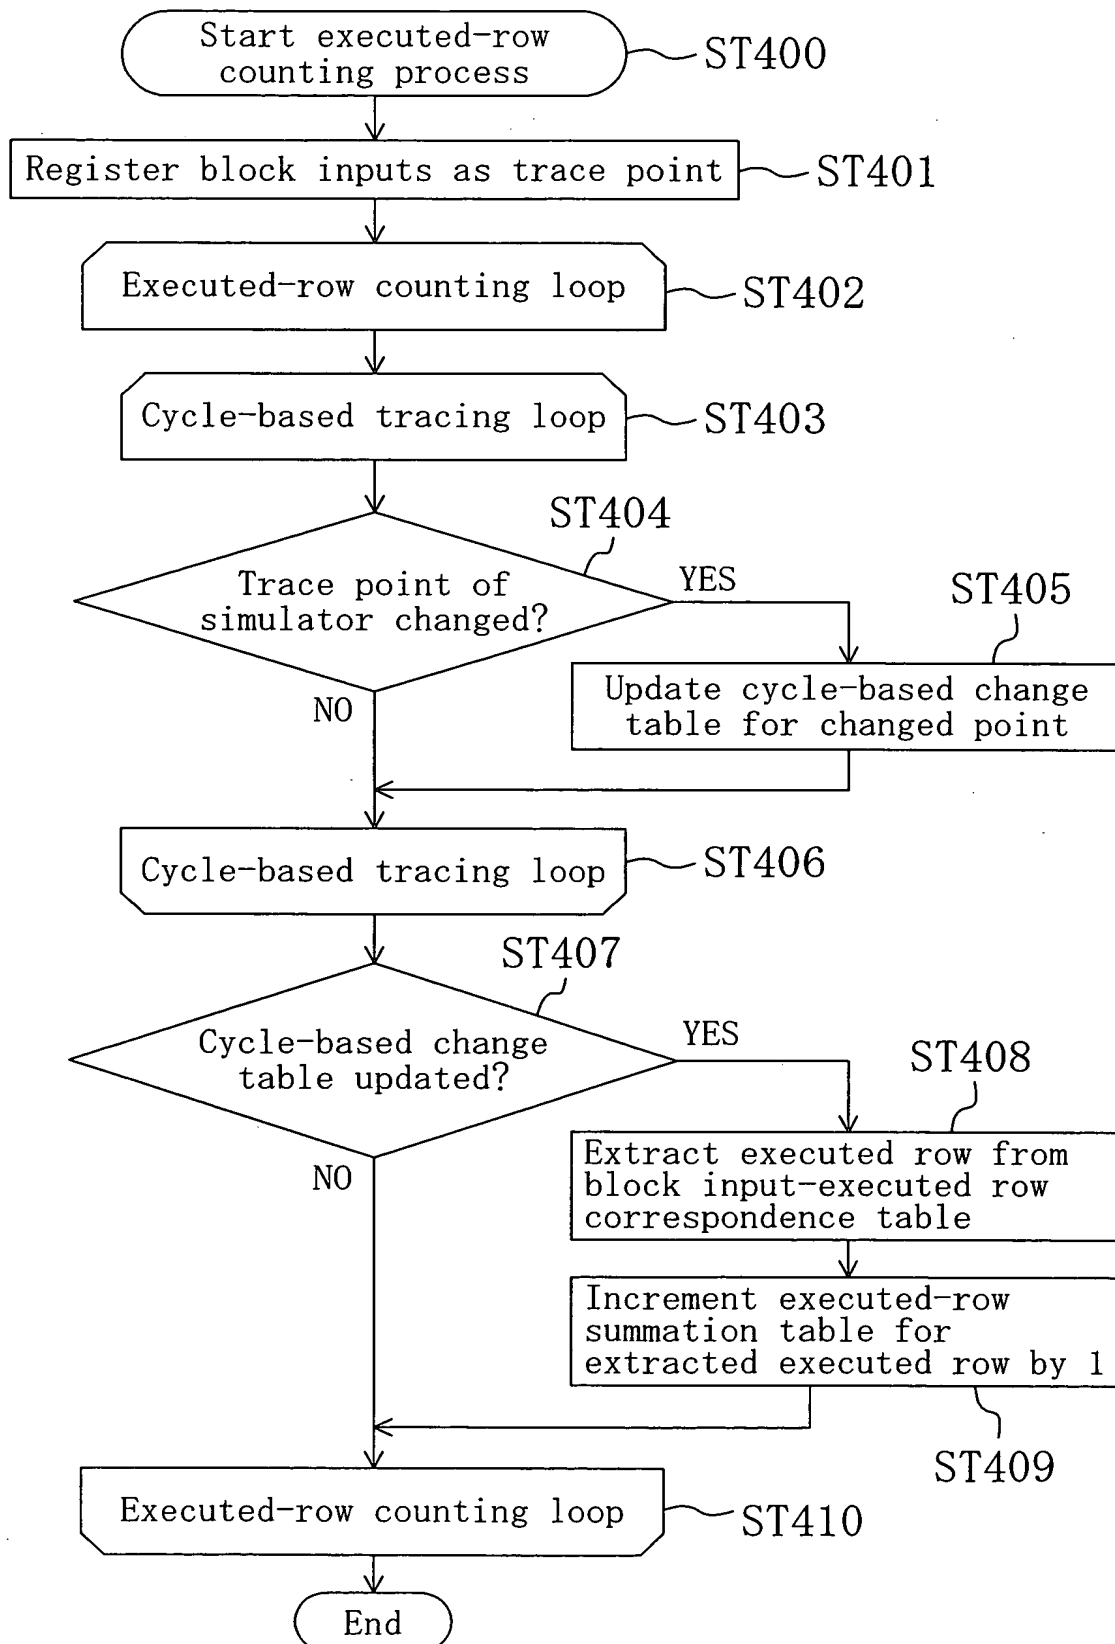 Start executed-row
counting process
ST400
Register block inputs as trace point
ST401
Executed-row counting loop
ST402
Cycle-based tracing loop
ST403
ST404
Trace point of
simulator changed?
YES
NO
ST405
Update cycle-based change
table for changed point
Cycle-based tracing loop
ST406
ST407
Cycle-based change
table updated?
YES
NO
ST408
Extract executed row from
block input-executed row
correspondence table
Increment executed-row
summation table for
extracted executed row by 1
ST409
Executed-row counting loop
ST410
End